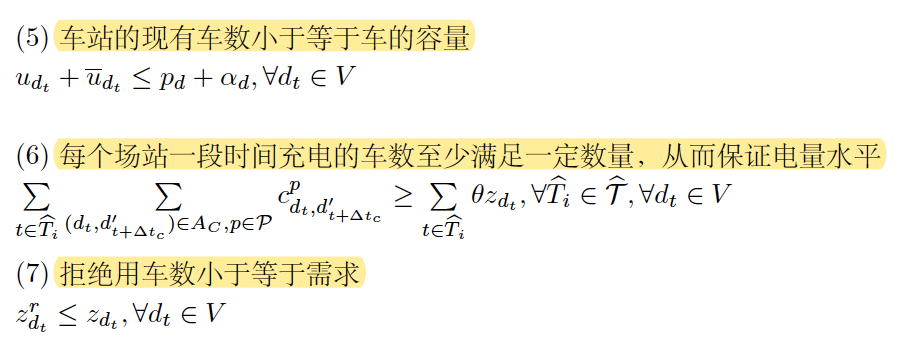 (5) 车站的现有车数小于等于车的容量
$u_{d_t} + \overline{u}_{d_t} \leq p_d + \alpha_d, \forall d_t \in V$
(6) 每个场站一段时间充电的车数至少满足一定数量，从而保证电量水平
$\sum_{t \in \widehat{T}_i} \sum_{(d_t, d'_{t+\Delta t_c}) \in A_C, p \in \mathcal{P}} c^p_{d_t, d'_{t+\Delta t_c}} \geq \sum_{t \in \widehat{T}_i} \theta z_{d_t}, \forall \widehat{T}_i \in \widehat{\mathcal{T}}, \forall d_t \in V$
(7) 拒绝用车数小于等于需求
$z^r_{d_t} \leq z_{d_t}, \forall d_t \in V$